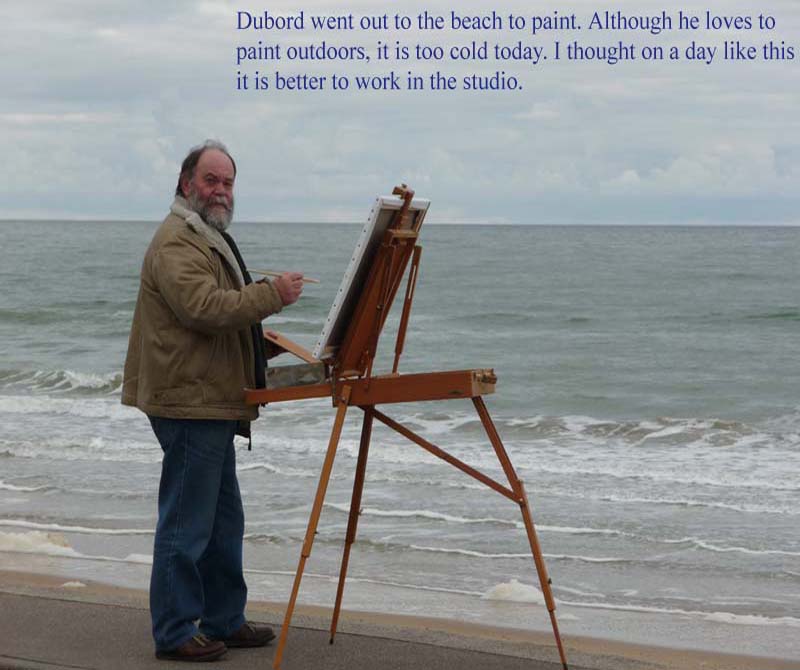 Dubord went out to the beach to paint. Although he loves to
paint outdoors, it is too cold today. I thought on a day like this
it is better to work in the studio.